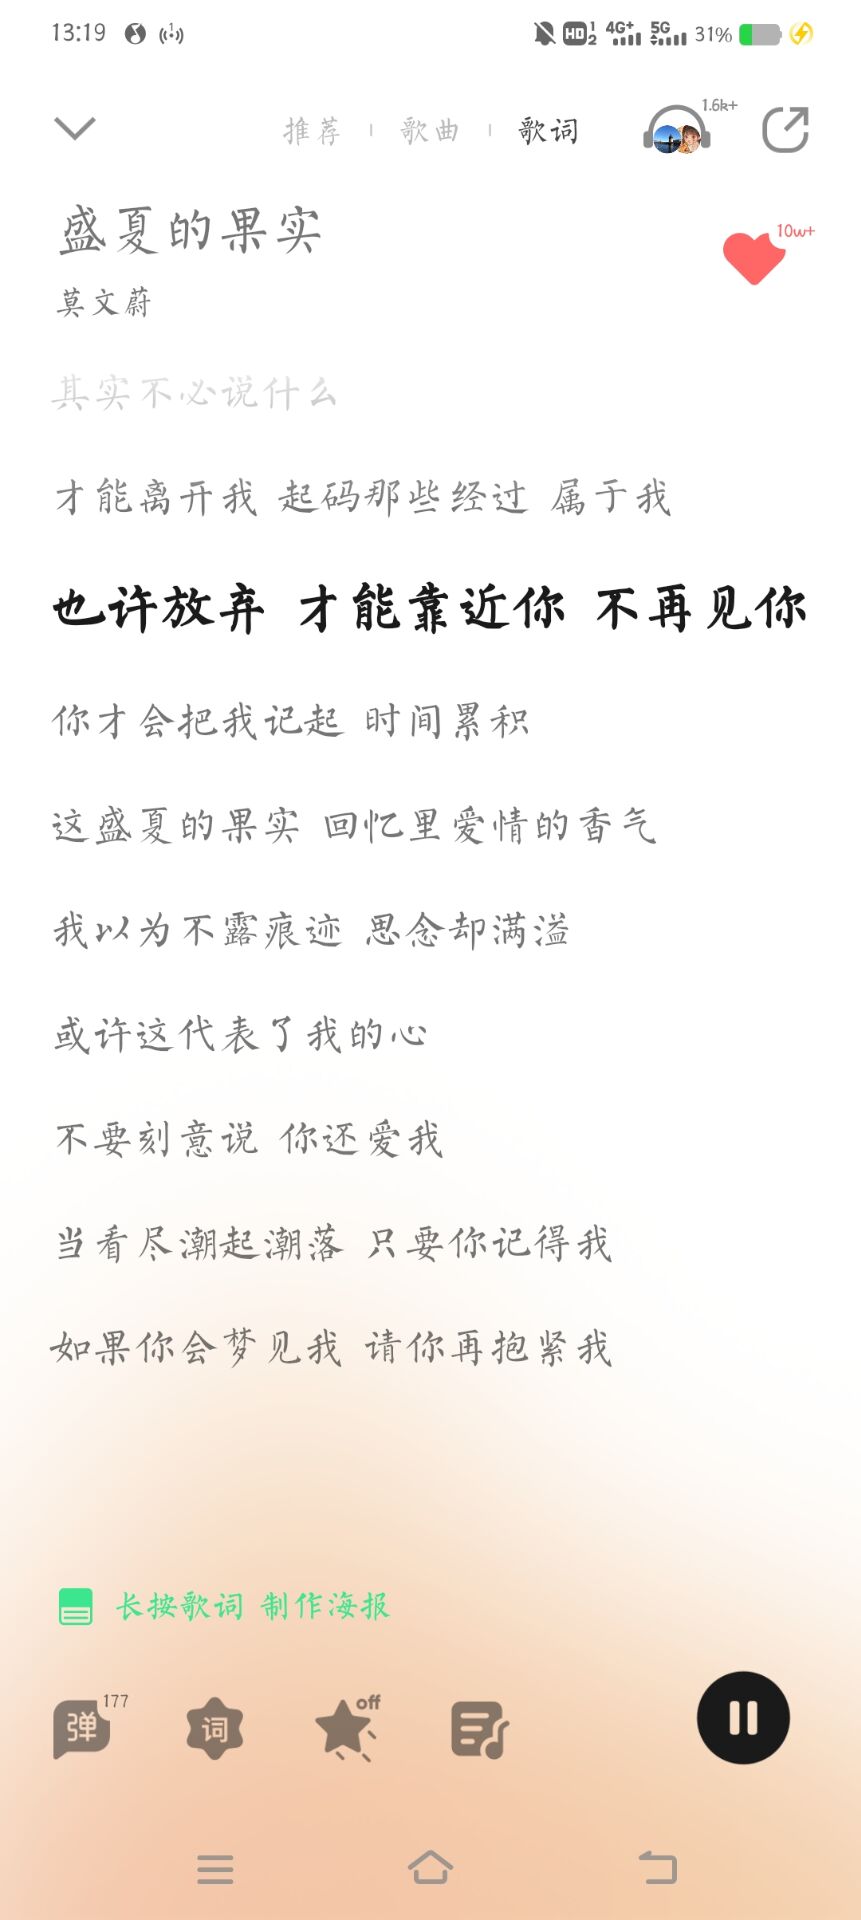 13:19 HD 1 2 4G+ 5G 31%
推荐 歌曲 歌词 1.6k+
盛夏的果实 10w+
莫文蔚
其实不必说什么
才能离开我 起码那些经过 属于我
也许放弃 才能靠近你 不再见你
你才会把我记起 时间累积
这盛夏的果实 回忆里爱情的香气
我以为不露痕迹 思念却满溢
或许这代表了我的心
不要刻意说 你还爱我
当看尽潮起潮落 只要你记得我
如果你会梦见我 请你再抱紧我
长按歌词 制作海报
弹 177 词 off